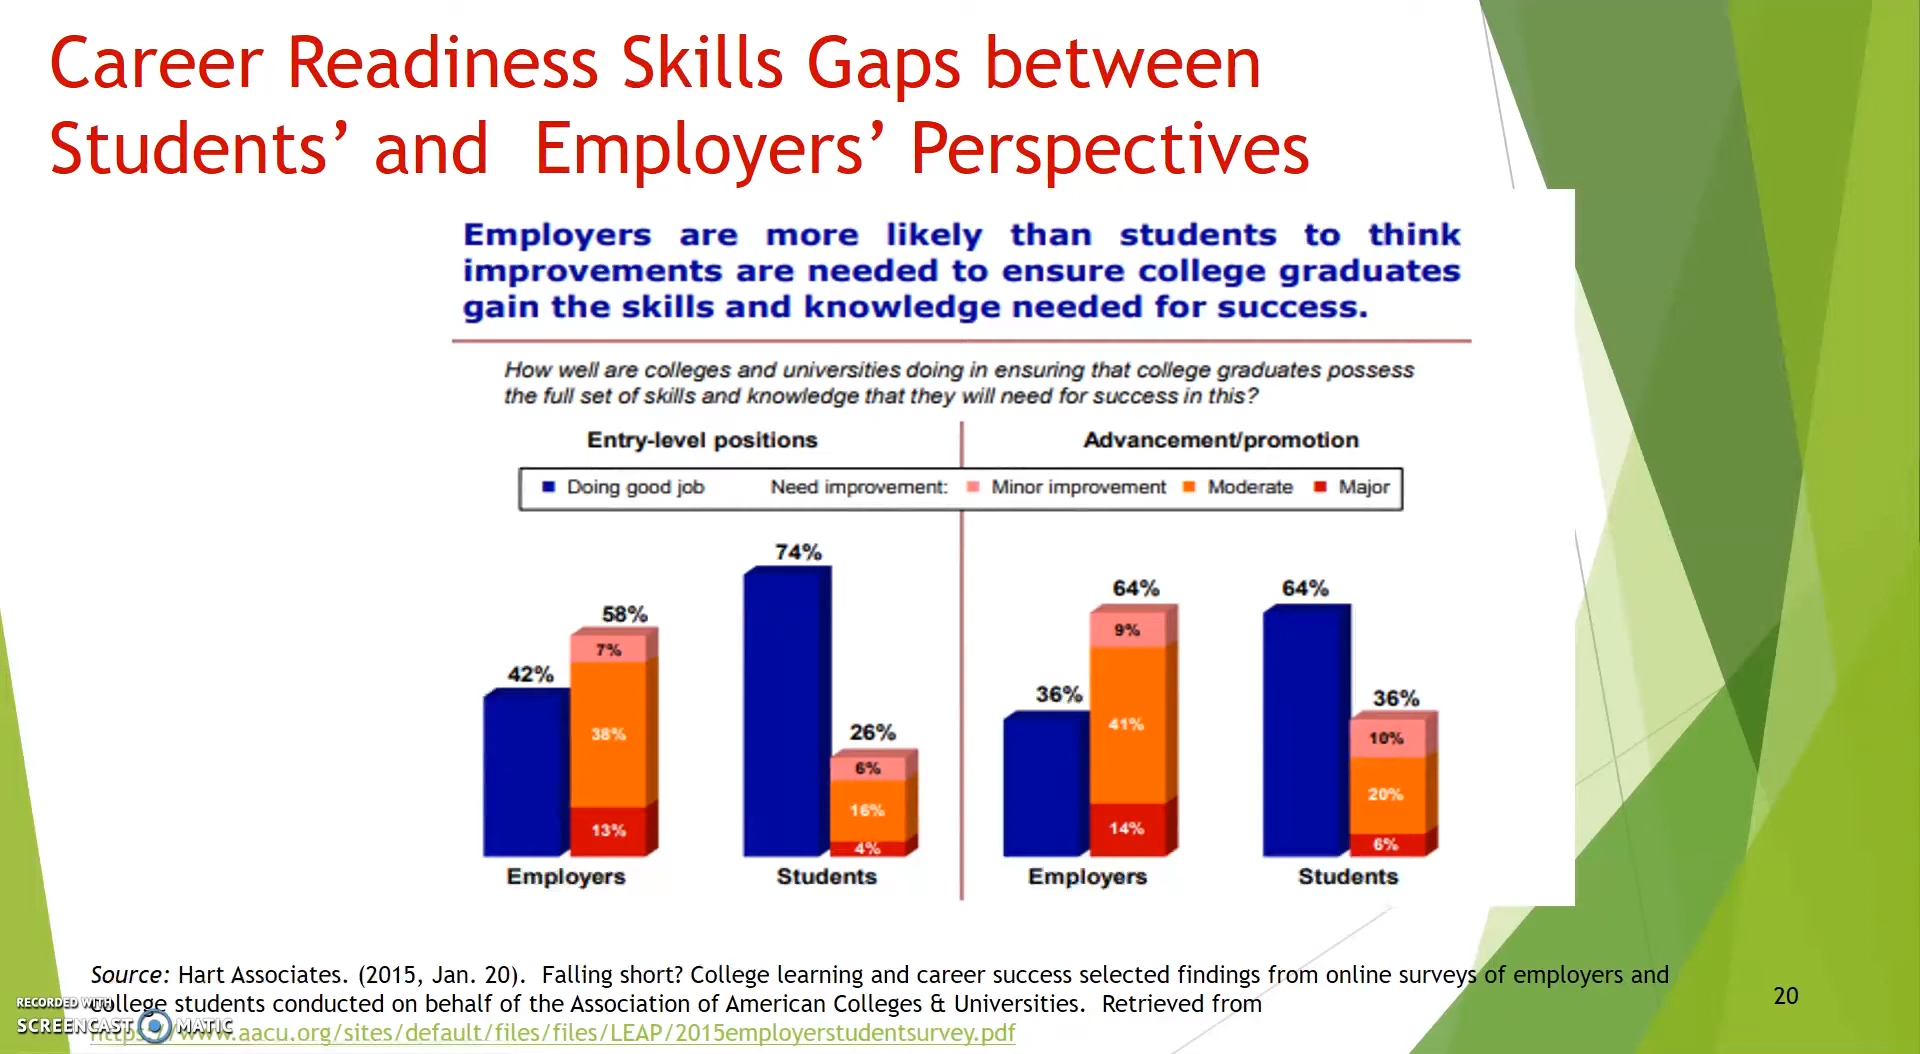 Career Readiness Skills Gaps between
Students’ and Employers’ Perspectives
Employers are more likely than students to think
improvements are needed to ensure college graduates
gain the skills and knowledge needed for success.
How well are colleges and universities doing in ensuring that college graduates possess
the full set of skills and knowledge that they will need for success in this?
Entry-level positions
Advancement/promotion
Doing good job Need improvement: Minor improvement Moderate Major
42%
58%
7%
38%
13%
Employers
74%
26%
6%
16%
4%
Students
36%
64%
9%
41%
14%
Employers
64%
36%
10%
20%
6%
Students
Source: Hart Associates. (2015, Jan. 20). Falling short? College learning and career success selected findings from online surveys of employers and
college students conducted on behalf of the Association of American Colleges & Universities. Retrieved from
https://www.aacu.org/sites/default/files/files/LEAP/2015employerstudentsurvey.pdf
20
RECORDED WITH
SCREENCAST MATIC